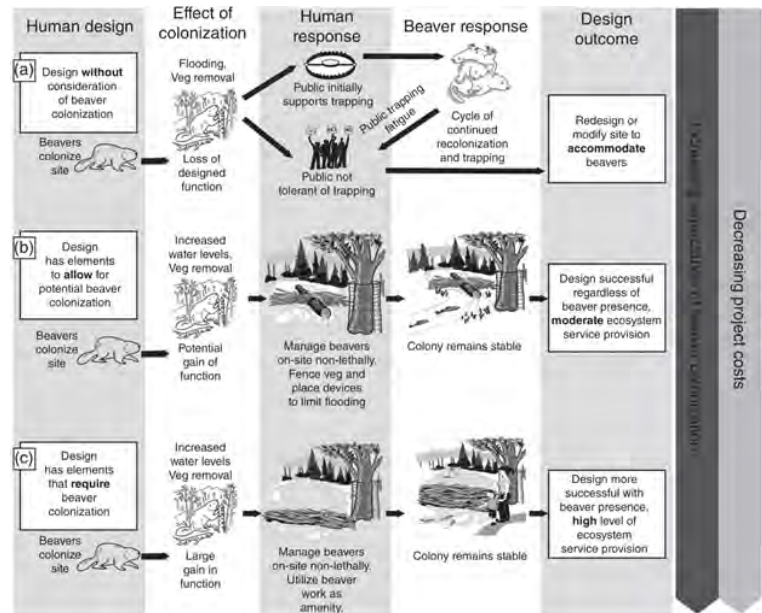 Human design
Effect of
colonization
Human
response
Beaver response
Design
outcome
(a)
Design without
consideration
of beaver
colonization
Beavers
colonize
site
Flooding,
Veg removal
Loss of
designed
function
Public initially
supports trapping
Public trapping
fatigue
Public not
tolerant of trapping
Cycle of
continued
recolonization
and trapping
Redesign or
modify site to
accommodate
beavers
(b)
Design
has elements
to allow for
potential beaver
colonization
Beavers
colonize
site
Increased
water levels,
Veg removal
Potential
gain of
function
Manage beavers
on-site non-lethally.
Fence veg and
place devices
to limit flooding
Colony remains stable
Design successful
regardless of
beaver presence,
moderate ecosystem
service provision
(c)
Design
has elements
that require
beaver
colonization
Beavers
colonize
site
Increased
water levels
Veg removal
Large
gain in
function
Manage beavers
on-site non-lethally.
Utilize beaver
work as
amenity.
Colony remains stable
Design more
successful with
beaver presence,
high level of
ecosystem
service provision
Decreasing project costs